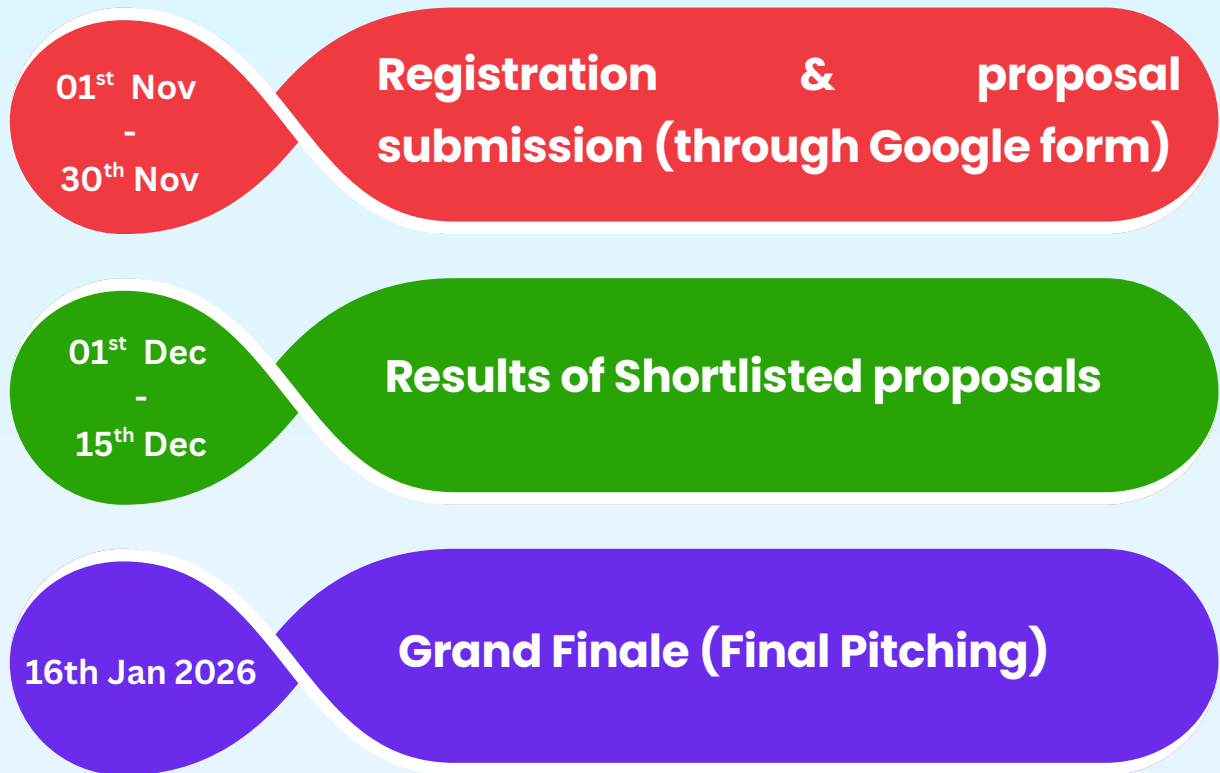 01st Nov
-
30th Nov
Registration & proposal
submission (through Google form)
01st Dec
-
15th Dec
Results of Shortlisted proposals
16th Jan 2026
Grand Finale (Final Pitching)